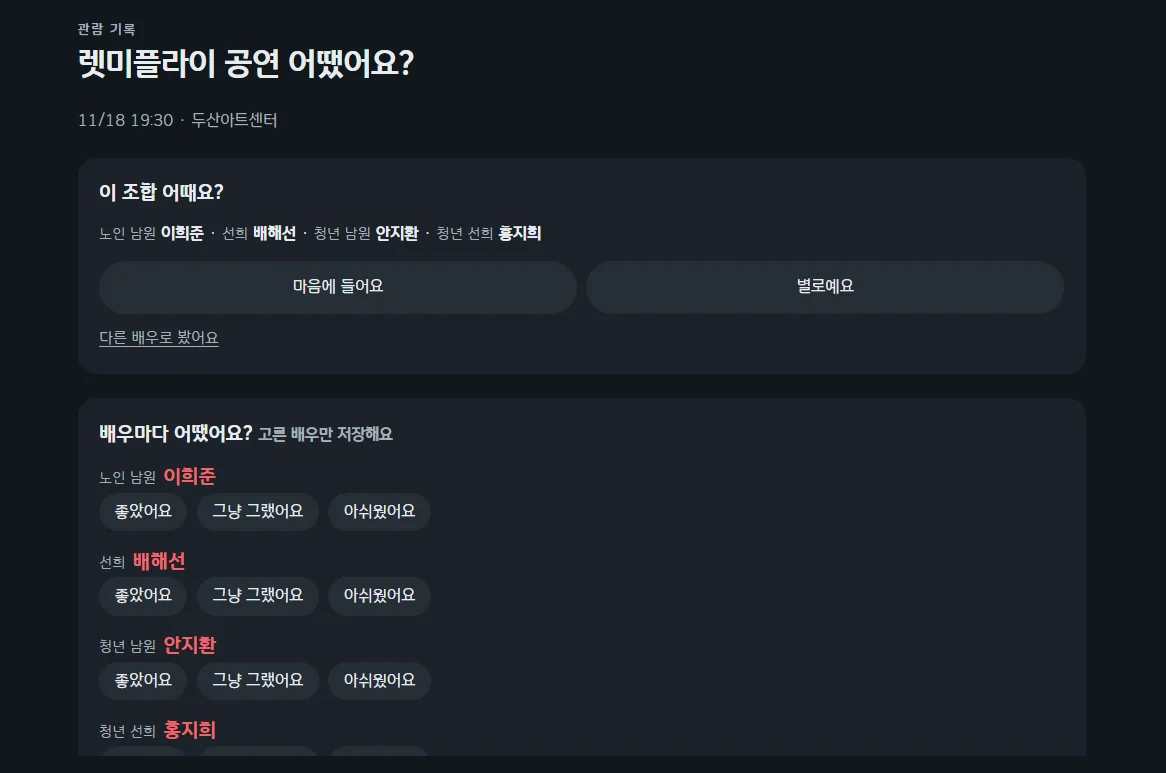 관람 기록
렛미플라이 공연 어땠어요?
11/18 19:30 · 두산아트센터
이 조합 어때요?
노인 남원 이희준 · 선희 배해선 · 청년 남원 안지환 · 청년 선희 홍지희
마음에 들어요 별로예요
다른 배우로 봤어요
배우마다 어땠어요? 고른 배우만 저장해요
노인 남원 이희준
좋았어요 그냥 그랬어요 아쉬웠어요
선희 배해선
좋았어요 그냥 그랬어요 아쉬웠어요
청년 남원 안지환
좋았어요 그냥 그랬어요 아쉬웠어요
청년 선희 홍지희